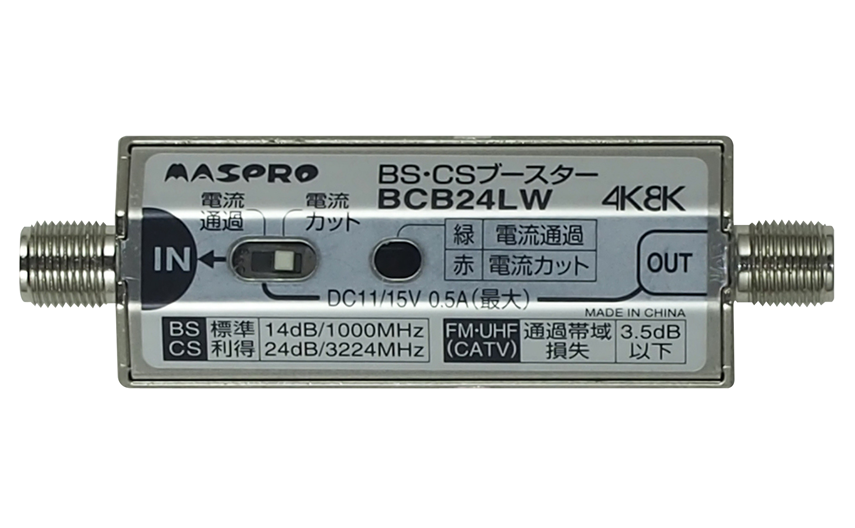 MASPRO
BS・CSブースター
BCB24LW
4K8K
電流
通過
電流
カット
IN
緑 電流通過
赤 電流カット
OUT
DC11/15V 0.5A(最大)
MADE IN CHINA
BS 標準 14dB/1000MHz
CS 利得 24dB/3224MHz
FM・UHF 通過帯域 3.5dB
(CATV) 損失 以下